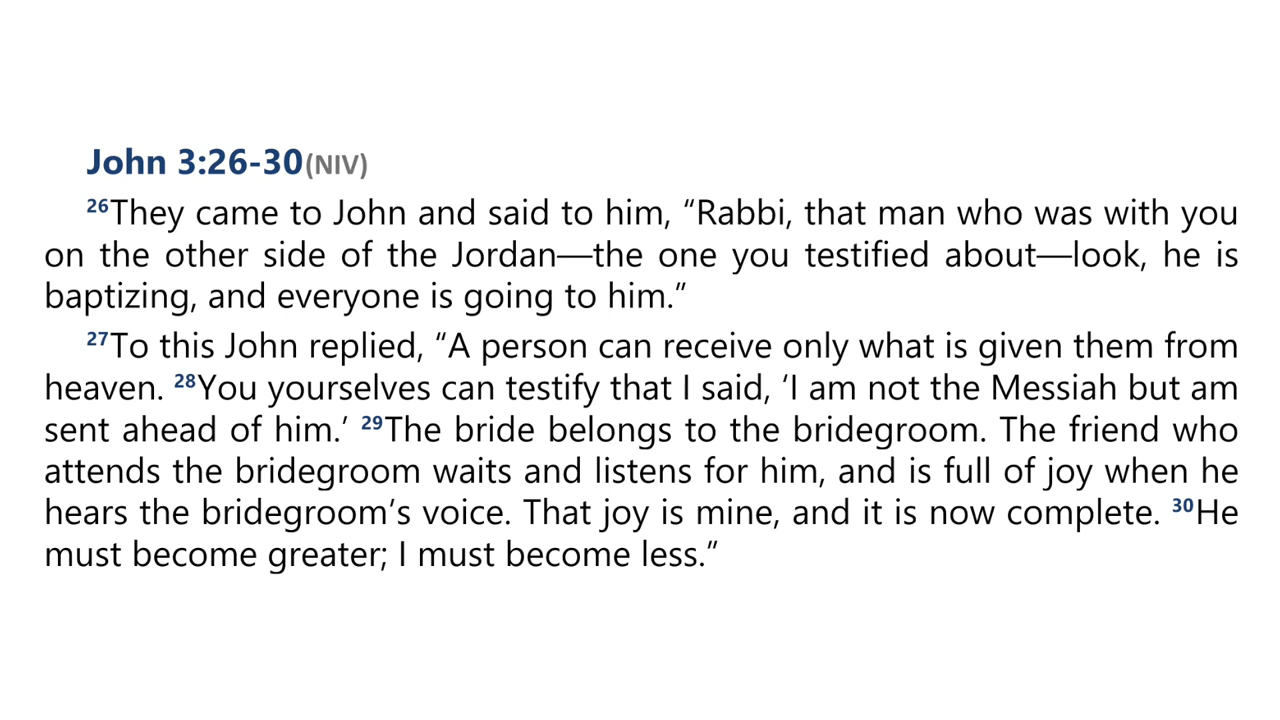 John 3:26-30(NIV)
26They came to John and said to him, “Rabbi, that man who was with you
on the other side of the Jordan—the one you testified about—look, he is
baptizing, and everyone is going to him.”
27To this John replied, “A person can receive only what is given them from
heaven. 28You yourselves can testify that I said, ‘I am not the Messiah but am
sent ahead of him.’ 29The bride belongs to the bridegroom. The friend who
attends the bridegroom waits and listens for him, and is full of joy when he
hears the bridegroom’s voice. That joy is mine, and it is now complete. 30He
must become greater; I must become less.”